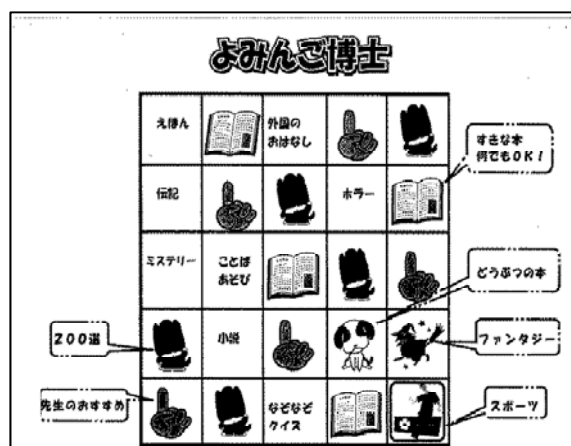 よみんご博士
えほん
外国の
おはなし
すきな本
何でもOK！
伝記
ホラー
ミステリー
ことば
あそび
どうぶつの本
200選
小説
ファンタジー
先生のおすすめ
なぞなぞ
クイズ
スポーツ